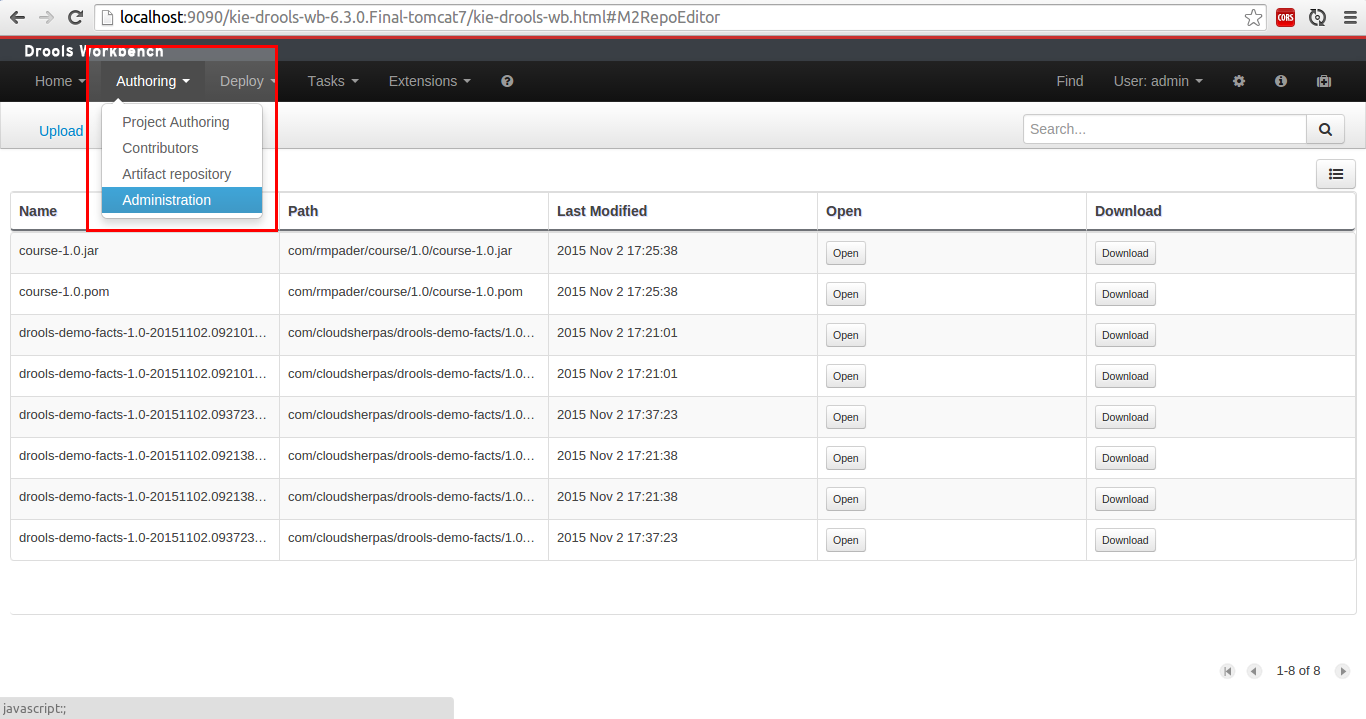 localhost:9090/kie-drools-wb-6.3.0.Final-tomcat7/kie-drools-wb.html#M2RepoEditor
CORS
Drools Workbench
Home Authoring Deploy Tasks Extensions ? Find User: admin
Upload Search...
Project Authoring
Contributors
Artifact repository
Administration
Name Path Last Modified Open Download
course-1.0.jar com/rmpader/course/1.0/course-1.0.jar 2015 Nov 2 17:25:38 Open Download
course-1.0.pom com/rmpader/course/1.0/course-1.0.pom 2015 Nov 2 17:25:38 Open Download
drools-demo-facts-1.0-20151102.092101... com/cloudsherpas/drools-demo-facts/1.0... 2015 Nov 2 17:21:01 Open Download
drools-demo-facts-1.0-20151102.092101... com/cloudsherpas/drools-demo-facts/1.0... 2015 Nov 2 17:21:01 Open Download
drools-demo-facts-1.0-20151102.093723... com/cloudsherpas/drools-demo-facts/1.0... 2015 Nov 2 17:37:23 Open Download
drools-demo-facts-1.0-20151102.092138... com/cloudsherpas/drools-demo-facts/1.0... 2015 Nov 2 17:21:38 Open Download
drools-demo-facts-1.0-20151102.092138... com/cloudsherpas/drools-demo-facts/1.0... 2015 Nov 2 17:21:38 Open Download
drools-demo-facts-1.0-20151102.093723... com/cloudsherpas/drools-demo-facts/1.0... 2015 Nov 2 17:37:23 Open Download
1-8 of 8
javascript:;